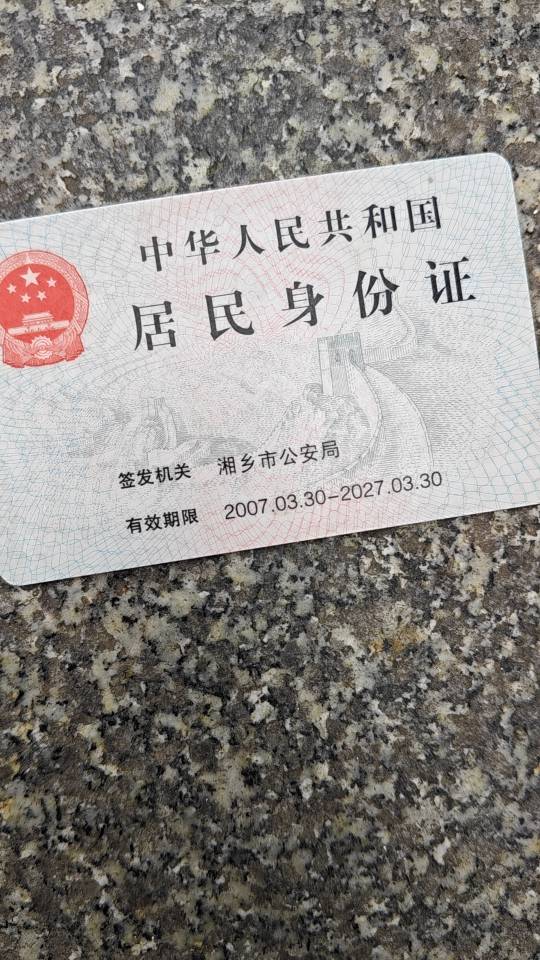 中华人民共和国
居民身份证
签发机关 湘乡市公安局
有效期限 2007.03.30-2027.03.30